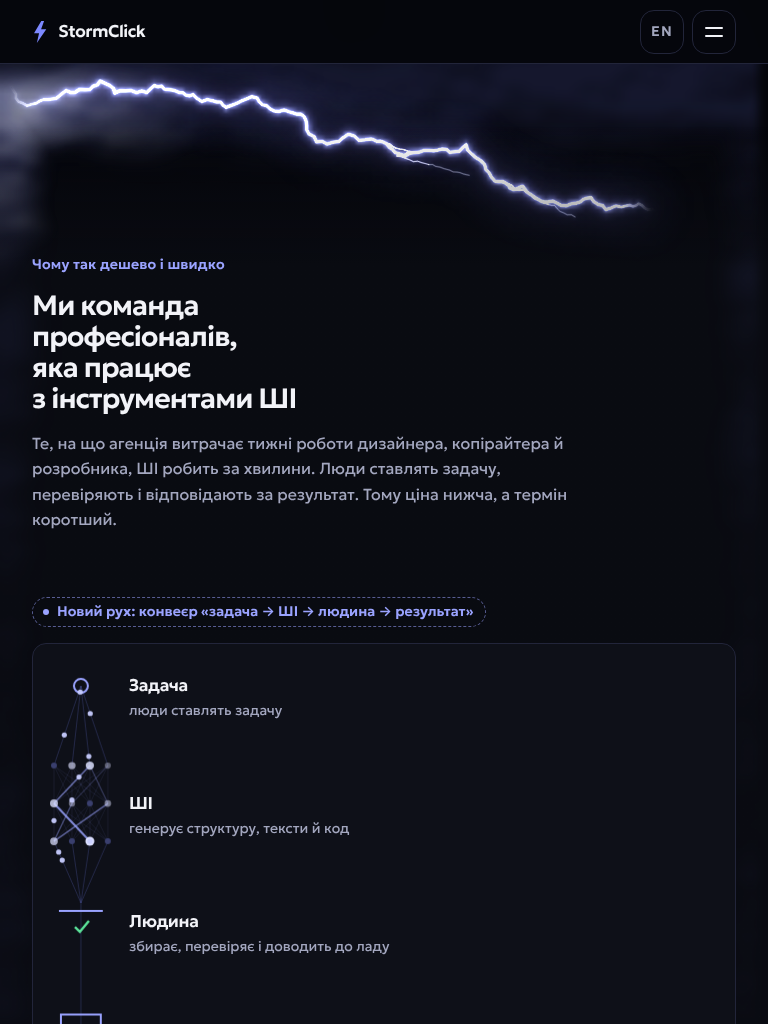 StormClick
EN
Чому так дешево і швидко
Ми команда
професіоналів,
яка працює
з інструментами ШІ
Те, на що агенція витрачає тижні роботи дизайнера, копірайтера й
розробника, ШІ робить за хвилини. Люди ставлять задачу,
перевіряють і відповідають за результат. Тому ціна нижча, а термін
коротший.
Новий рух: конвеєр «задача → ШІ → людина → результат»
Задача
люди ставлять задачу
ШІ
генерує структуру, тексти й код
Людина
збирає, перевіряє і доводить до ладу